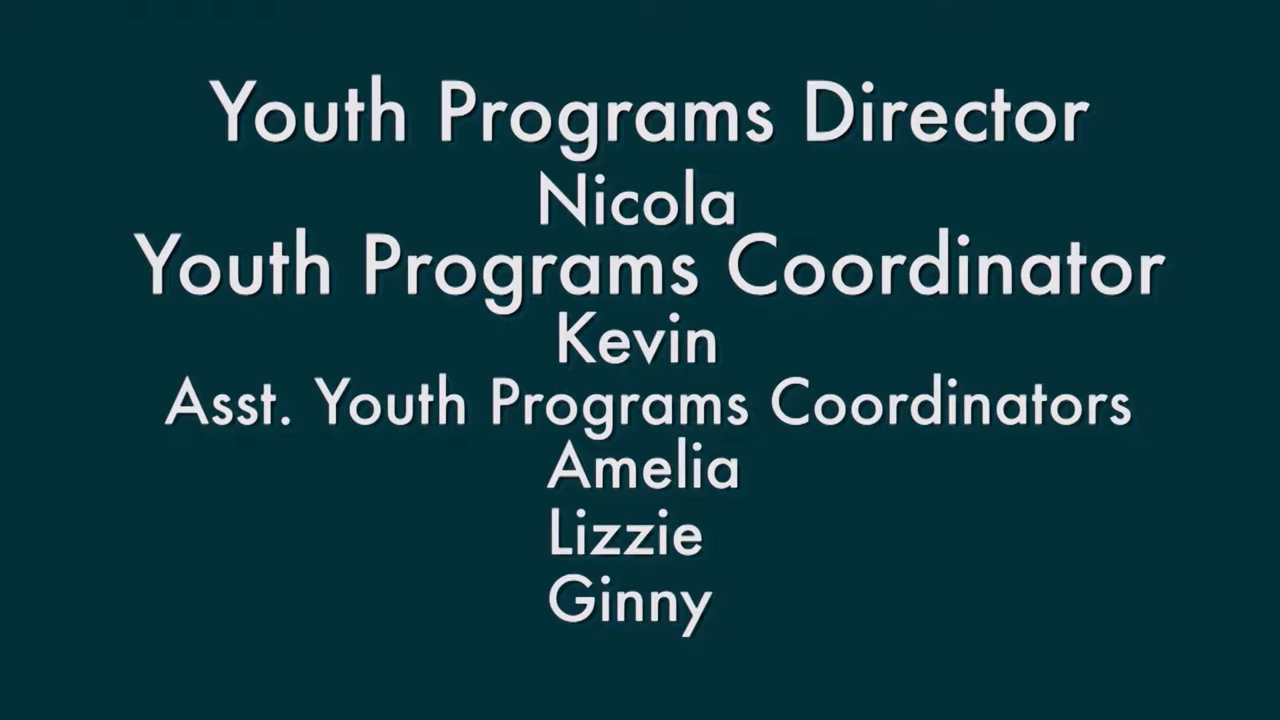 Youth Programs Director
Nicola
Youth Programs Coordinator
Kevin
Asst. Youth Programs Coordinators
Amelia
Lizzie
Ginny